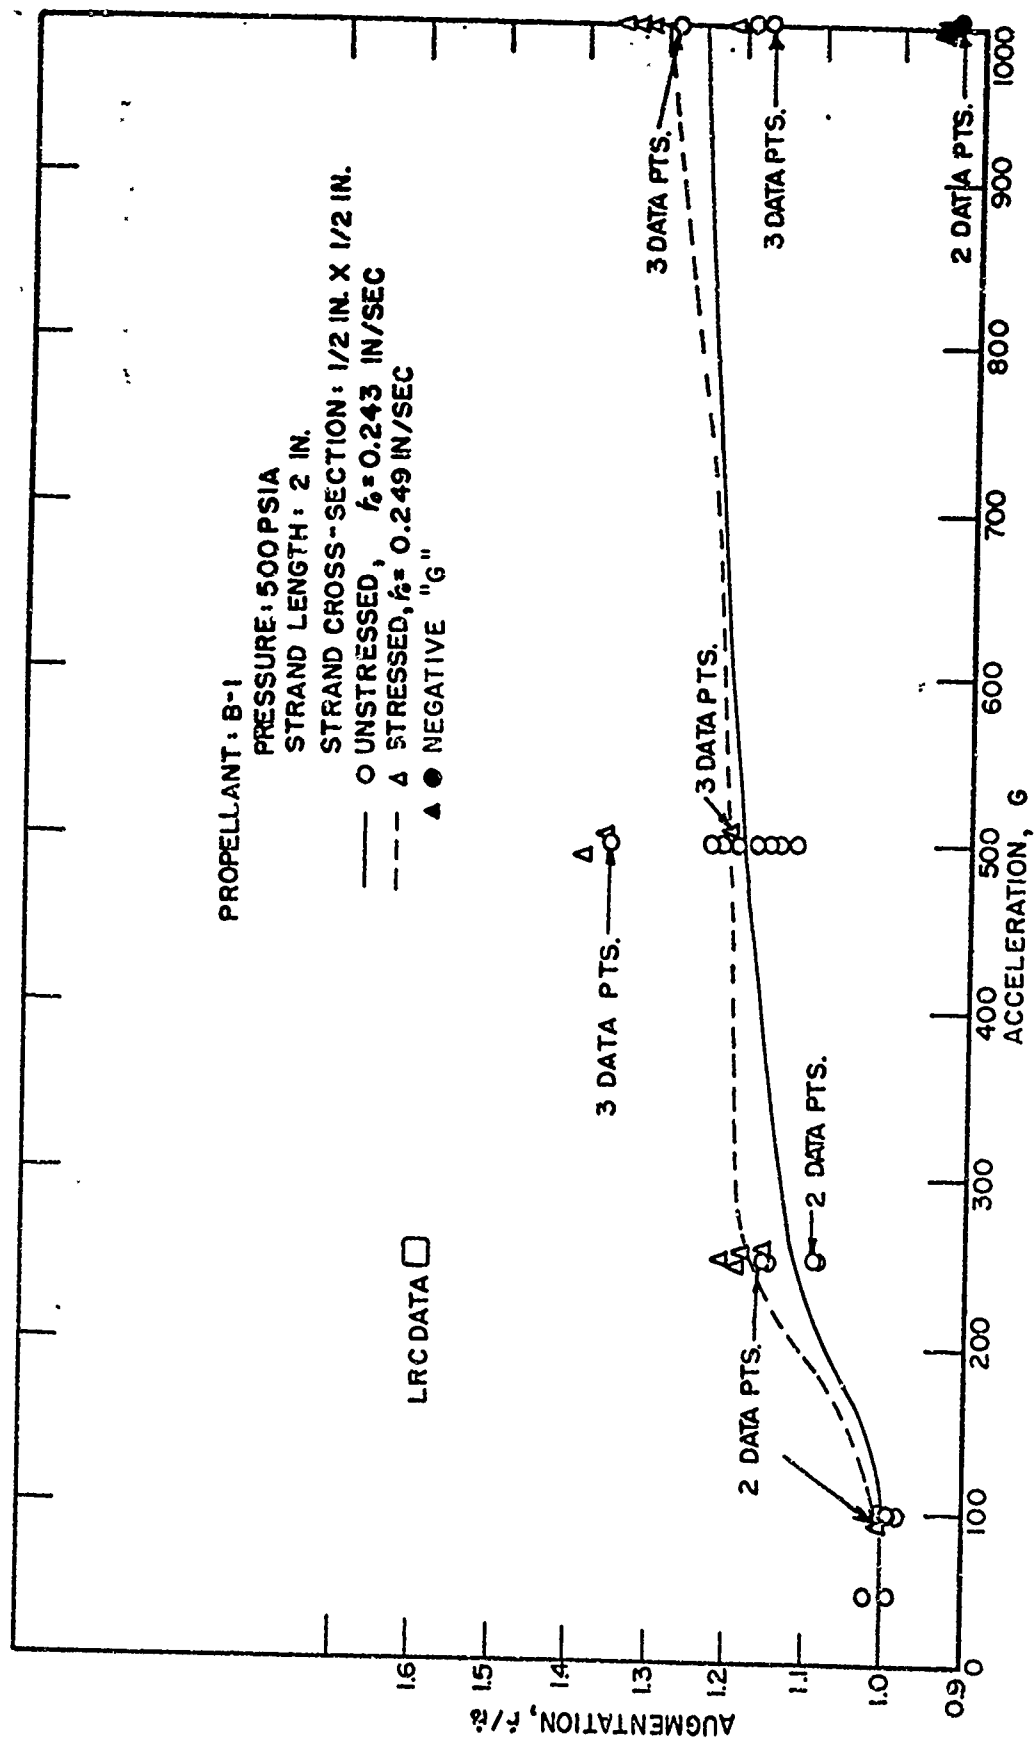 PROPELLANT: B-1
PRESSURE: 500 PSIA
STRAND LENGTH: 2 IN.
STRAND CROSS-SECTION: 1/2 IN. X 1/2 IN.
UNSTRESSED, r₀= 0.243 IN/SEC
STRESSED, r₀= 0.249 IN/SEC
NEGATIVE "G"
LRC DATA
3 DATA PTS.
3 DATA PTS.
3 DATA PTS.
3 DATA PTS.
2 DATA PTS.
2 DATA PTS.
2 DATA PTS.
AUGMENTATION,
1.6
1.5
1.4
1.3
1.2
1.1
1.0
0.9
0
100
200
300
400
500
600
700
800
900
1000
ACCELERATION, G